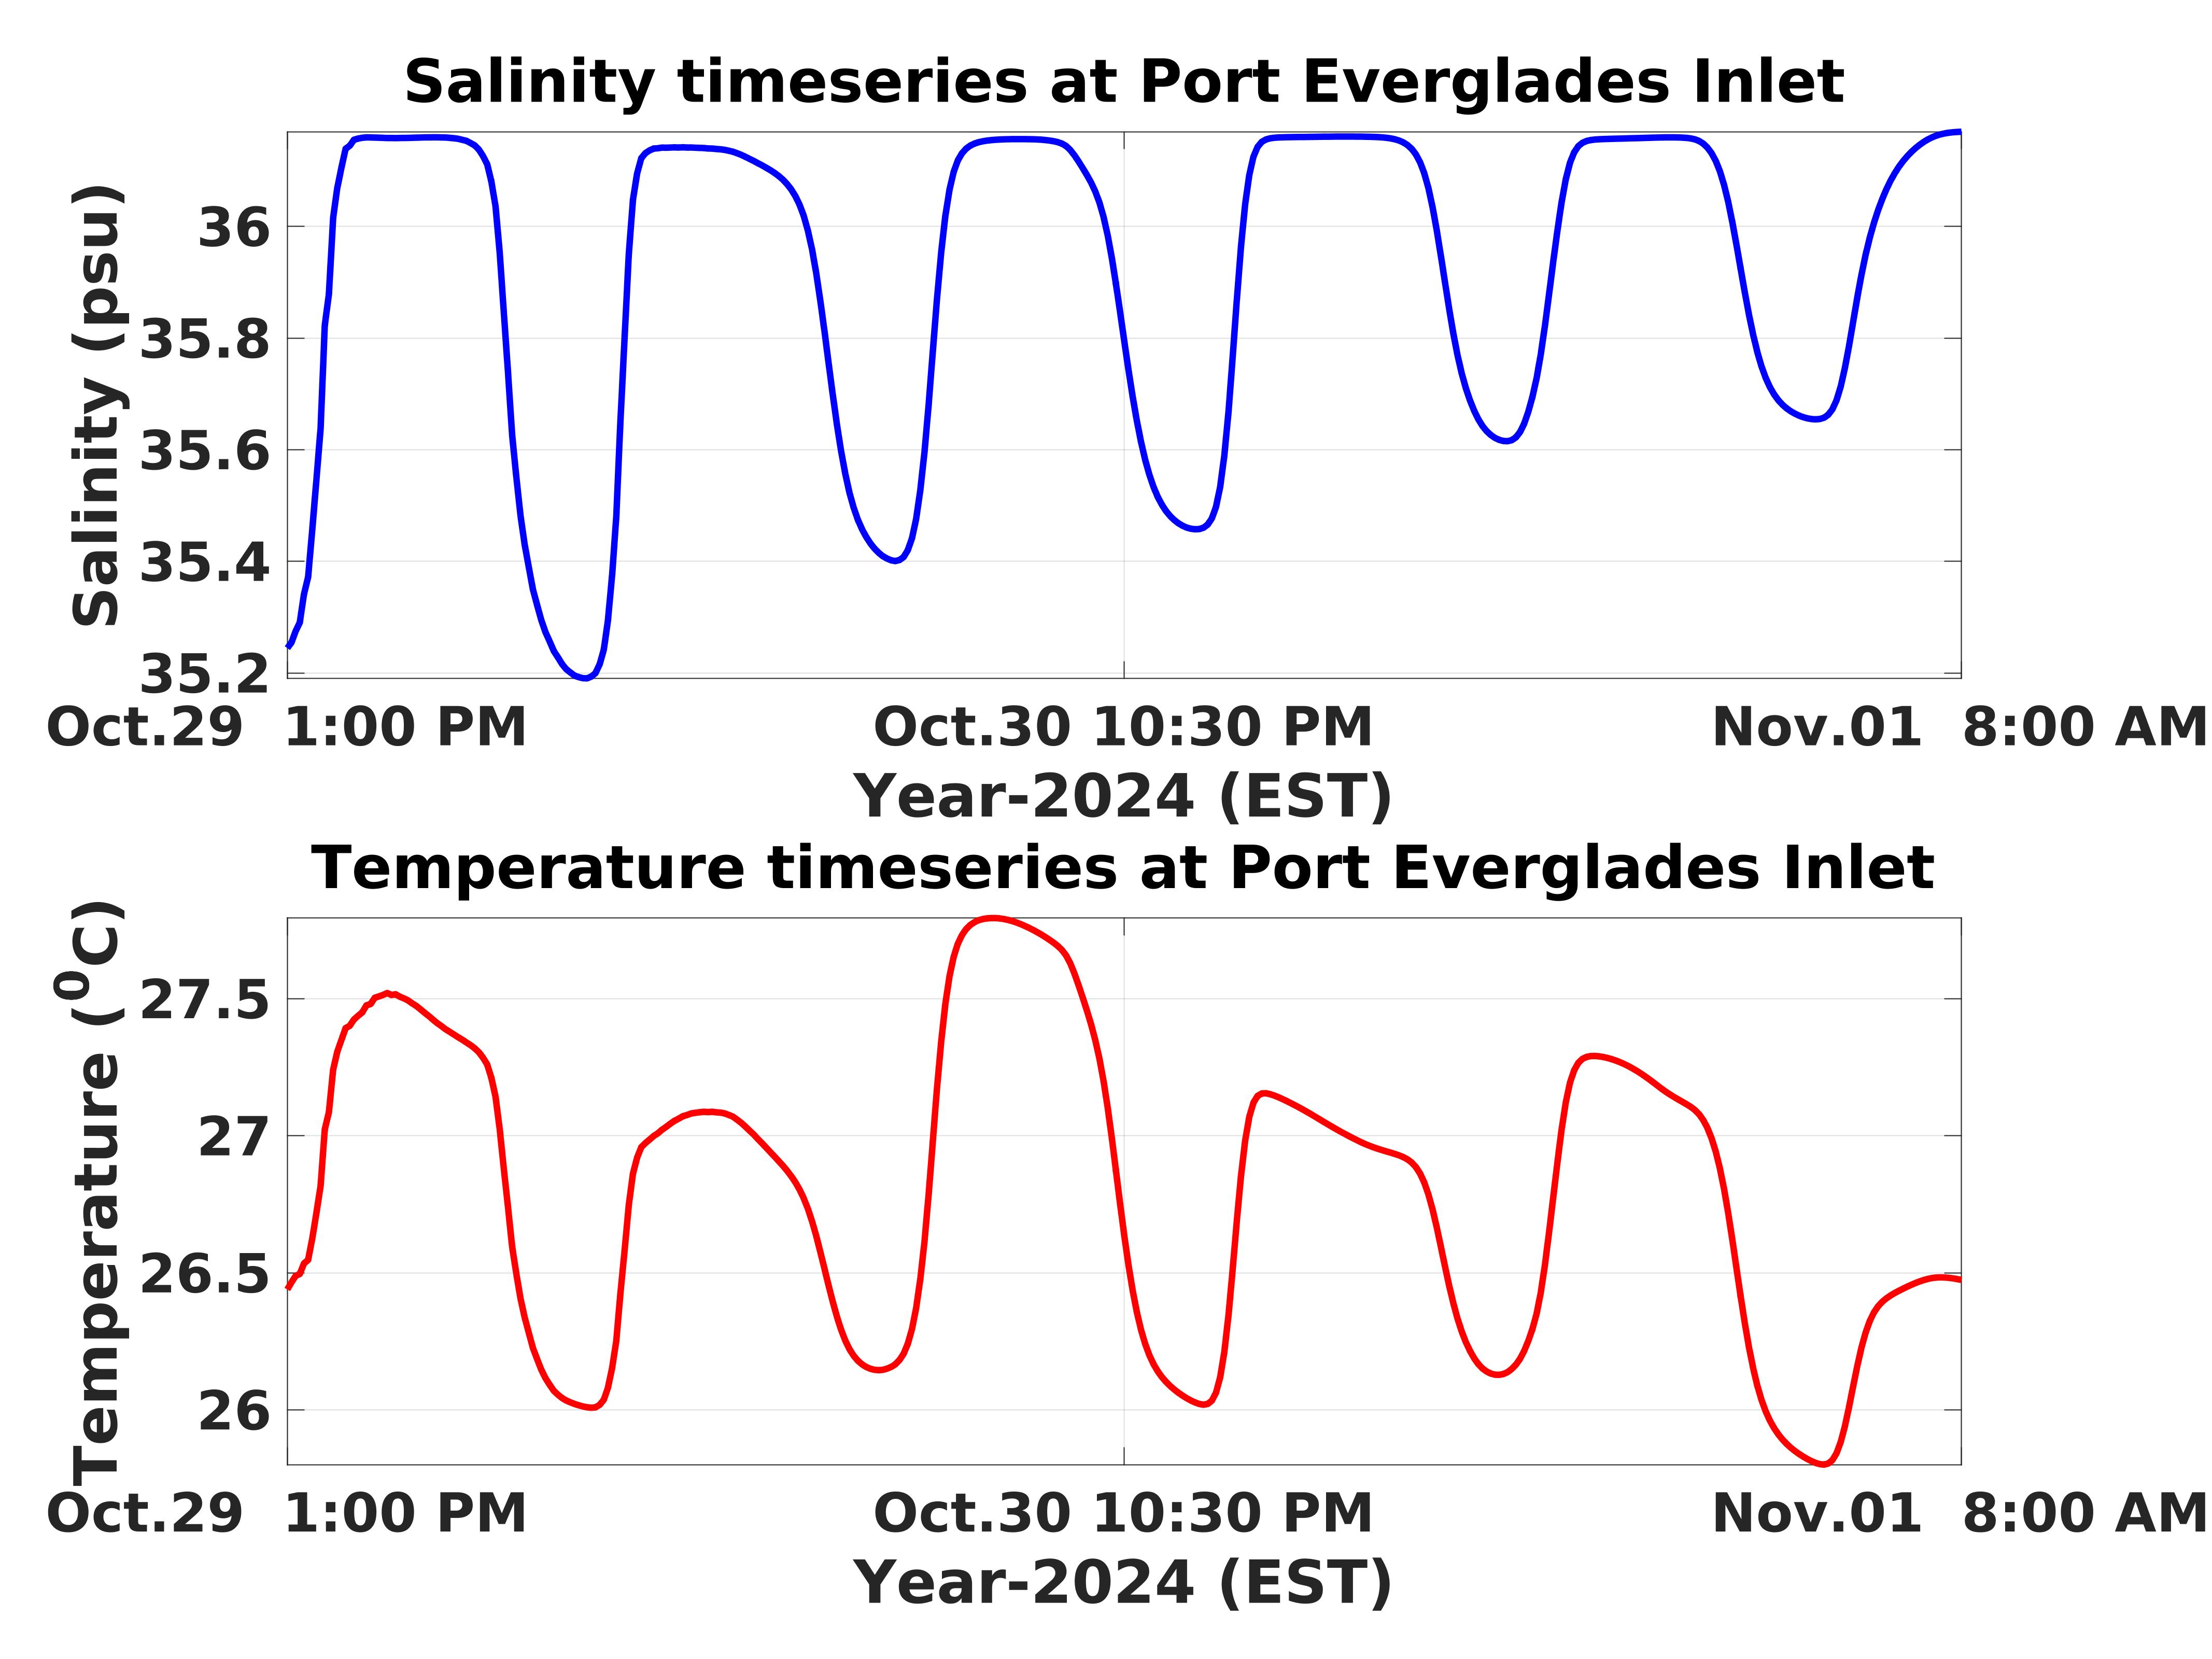 Salinity timeseries at Port Everglades Inlet
Salinity (psu)
36
35.8
35.6
35.4
35.2
Oct.29  1:00 PM Oct.30 10:30 PM Nov.01  8:00 AM
Year-2024 (EST)
Temperature timeseries at Port Everglades Inlet
Temperature (⁰C)
27.5
27
26.5
26
Oct.29  1:00 PM Oct.30 10:30 PM Nov.01  8:00 AM
Year-2024 (EST)